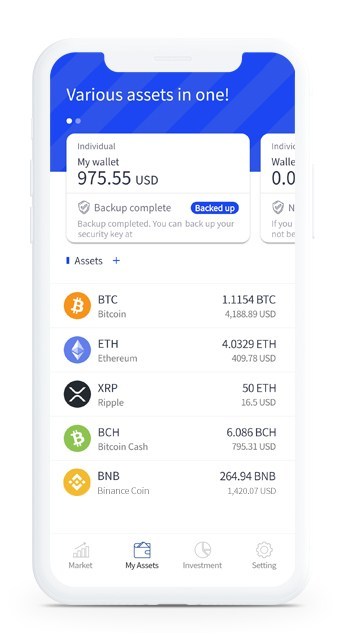 Various assets in one!
Individual
My wallet
975.55 USD
Backup complete
Backed up
Backup completed. You can back up your
security key at
Individ
Walle
0.0
N
If you
not be
Assets +
BTC
1.1154 BTC
Bitcoin
4,188.89 USD
ETH
4.0329 ETH
Ethereum
409.78 USD
XRP
50 ETH
Ripple
16.5 USD
BCH
6.086 BCH
Bitcoin Cash
795.31 USD
BNB
264.94 BNB
Binance Coin
1,420.07 USD
Market
My Assets
Investment
Setting